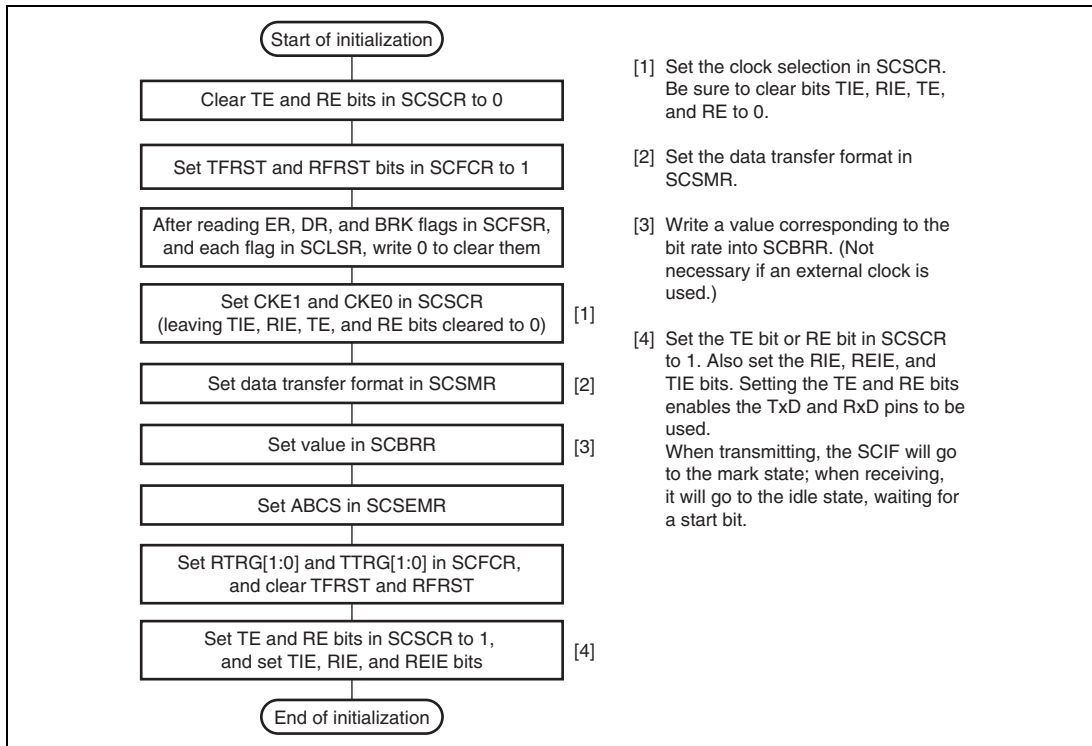 Start of initialization
Clear TE and RE bits in SCSCR to 0
Set TFRST and RFRST bits in SCFCR to 1
After reading ER, DR, and BRK flags in SCFSR,
and each flag in SCLSR, write 0 to clear them
Set CKE1 and CKE0 in SCSCR
(leaving TIE, RIE, TE, and RE bits cleared to 0)
[1]
Set data transfer format in SCSMR
[2]
Set value in SCBRR
[3]
Set ABCS in SCSEMR
Set RTRG[1:0] and TTRG[1:0] in SCFCR,
and clear TFRST and RFRST
Set TE and RE bits in SCSCR to 1,
and set TIE, RIE, and REIE bits
[4]
End of initialization
[1] Set the clock selection in SCSCR.
Be sure to clear bits TIE, RIE, TE,
and RE to 0.
[2] Set the data transfer format in
SCSMR.
[3] Write a value corresponding to the
bit rate into SCBRR. (Not
necessary if an external clock is
used.)
[4] Set the TE bit or RE bit in SCSCR
to 1. Also set the RIE, REIE, and
TIE bits. Setting the TE and RE bits
enables the TxD and RxD pins to be
used.
When transmitting, the SCIF will go
to the mark state; when receiving,
it will go to the idle state, waiting for
a start bit.